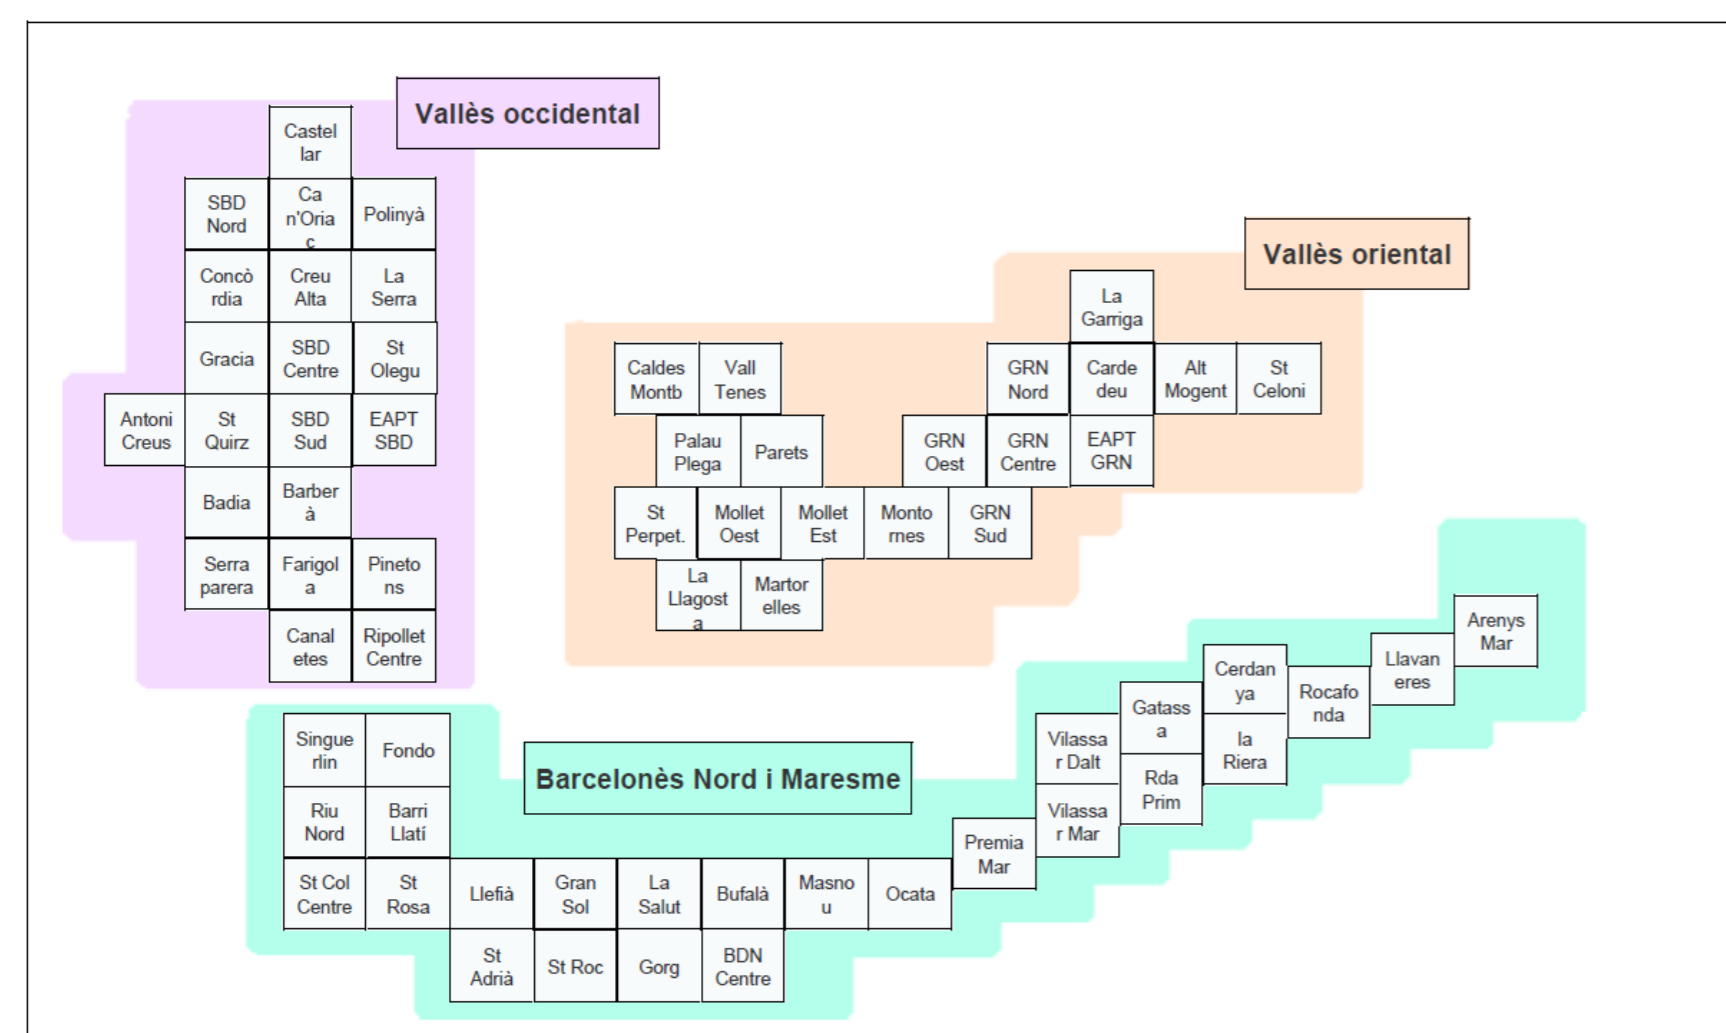 Vallès occidental
Castel
lar
SBD
Nord
Ca
n'Oria
c
Polinyà
Concò
rdia
Creu
Alta
La
Serra
Gracia
SBD
Centre
St
Olegu
Antoni
Creus
St
Quirz
SBD
Sud
EAPT
SBD
Badia
Barber
à
Serra
parera
Farigol
a
Pineto
ns
Canal
etes
Ripollet
Centre
Vallès oriental
La
Garriga
Caldes
Montb
Vall
Tenes
GRN
Nord
Carde
deu
Alt
Mogent
St
Celoni
Palau
Plega
Parets
GRN
Oest
GRN
Centre
EAPT
GRN
St
Perpet.
Mollet
Oest
Mollet
Est
Monto
rnes
GRN
Sud
La
Llagost
a
Martor
elles
Barcelonès Nord i Maresme
Singue
rlin
Fondo
Riu
Nord
Barri
Llatí
St Col
Centre
St
Rosa
Llefià
Gran
Sol
La
Salut
Bufalà
Masno
u
Ocata
St
Adrià
St Roc
Gorg
BDN
Centre
Premia
Mar
Vilassa
r Dalt
Vilassa
r Mar
Gatass
a
Rda
Prim
Cerdan
ya
la
Riera
Rocafo
nda
Llavan
eres
Arenys
Mar